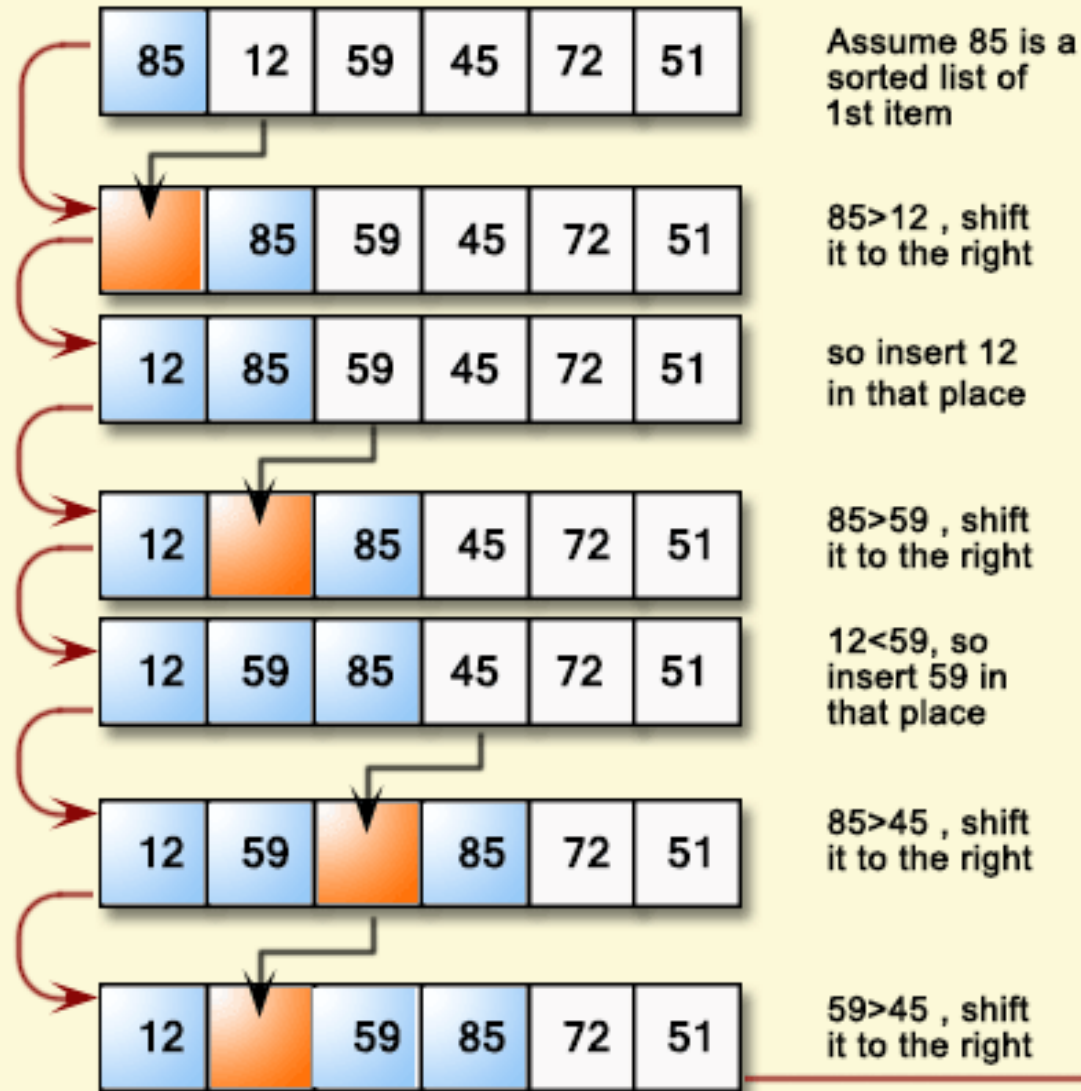 85 12 59 45 72 51
Assume 85 is a
sorted list of
1st item
85 59 45 72 51
85>12 , shift
it to the right
12 85 59 45 72 51
so insert 12
in that place
12 85 45 72 51
85>59 , shift
it to the right
12 59 85 45 72 51
12<59, so
insert 59 in
that place
12 59 85 72 51
85>45 , shift
it to the right
12 59 85 72 51
59>45 , shift
it to the right